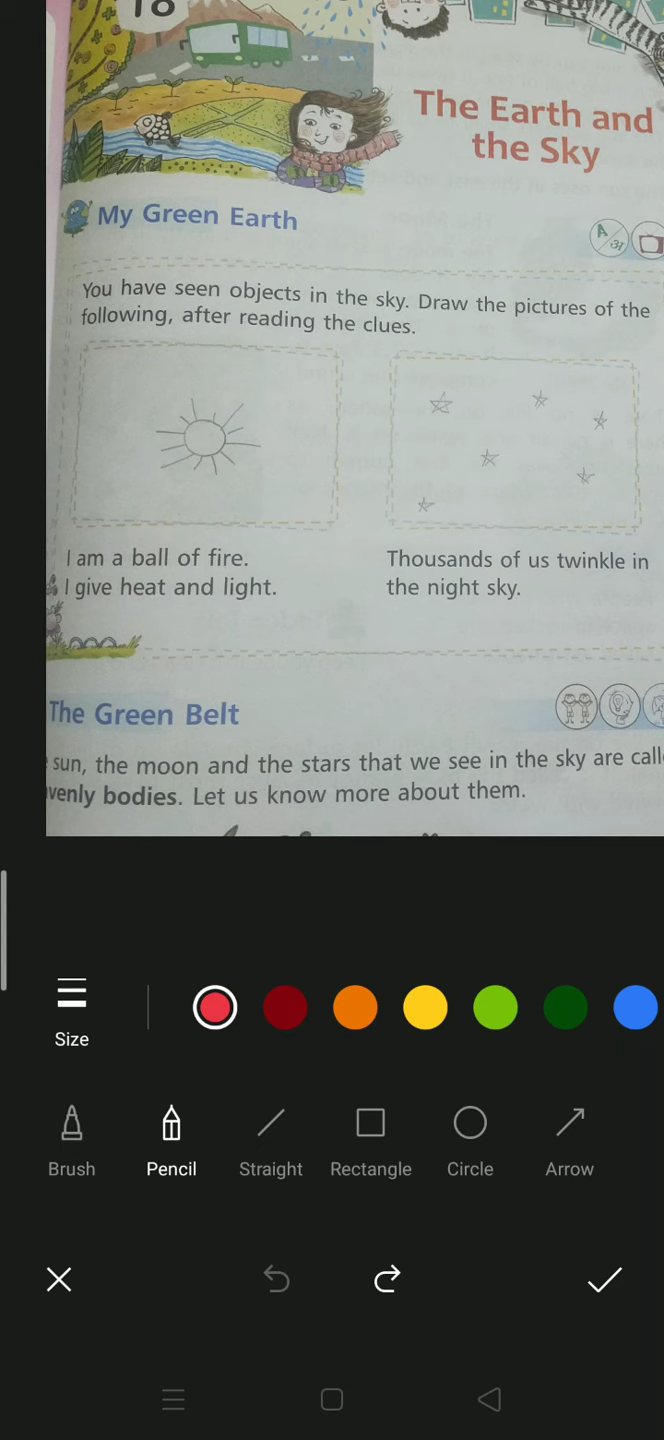 18
The Earth and
the Sky
My Green Earth
A
अ
You have seen objects in the sky. Draw the pictures of the
following, after reading the clues.
I am a ball of fire.
I give heat and light.
Thousands of us twinkle in
the night sky.
The Green Belt
sun, the moon and the stars that we see in the sky are call
venly bodies. Let us know more about them.
Size
Brush
Pencil
Straight
Rectangle
Circle
Arrow